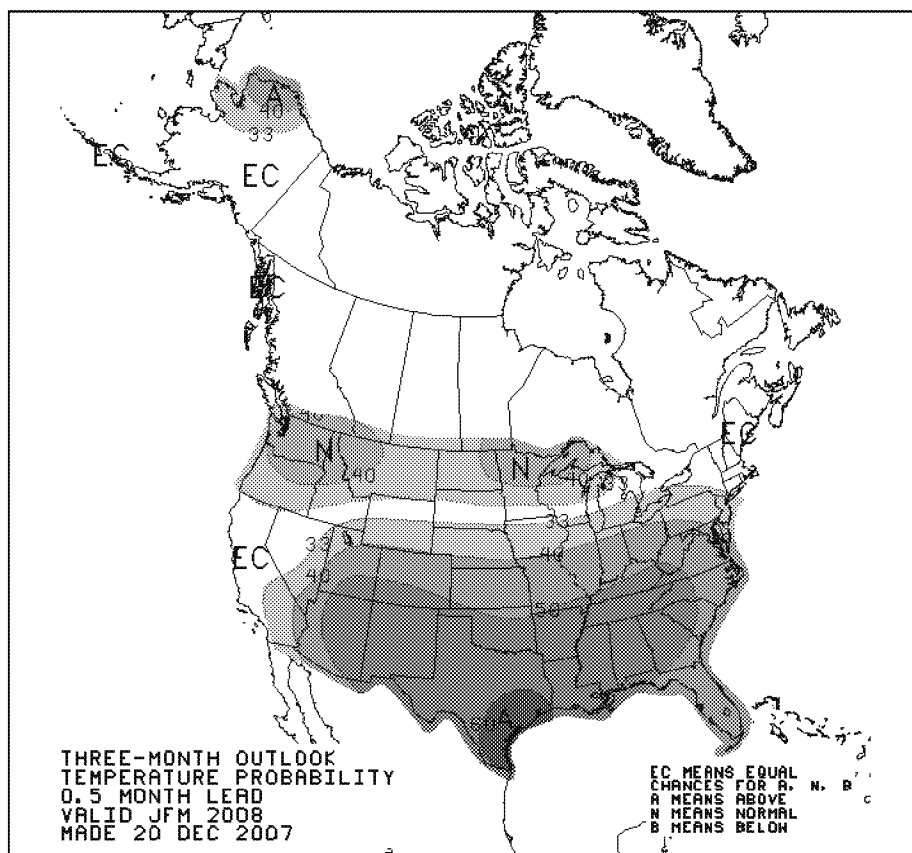 A
40
33
EC
EC
EC
EC
N
40
N
33
33
EC
40
40
50
A
THREE-MONTH OUTLOOK
TEMPERATURE PROBABILITY
0.5 MONTH LEAD
VALID JFM 2008
MADE 20 DEC 2007
EC MEANS EQUAL
CHANCES FOR A, N, B
A MEANS ABOVE
N MEANS NORMAL
B MEANS BELOW